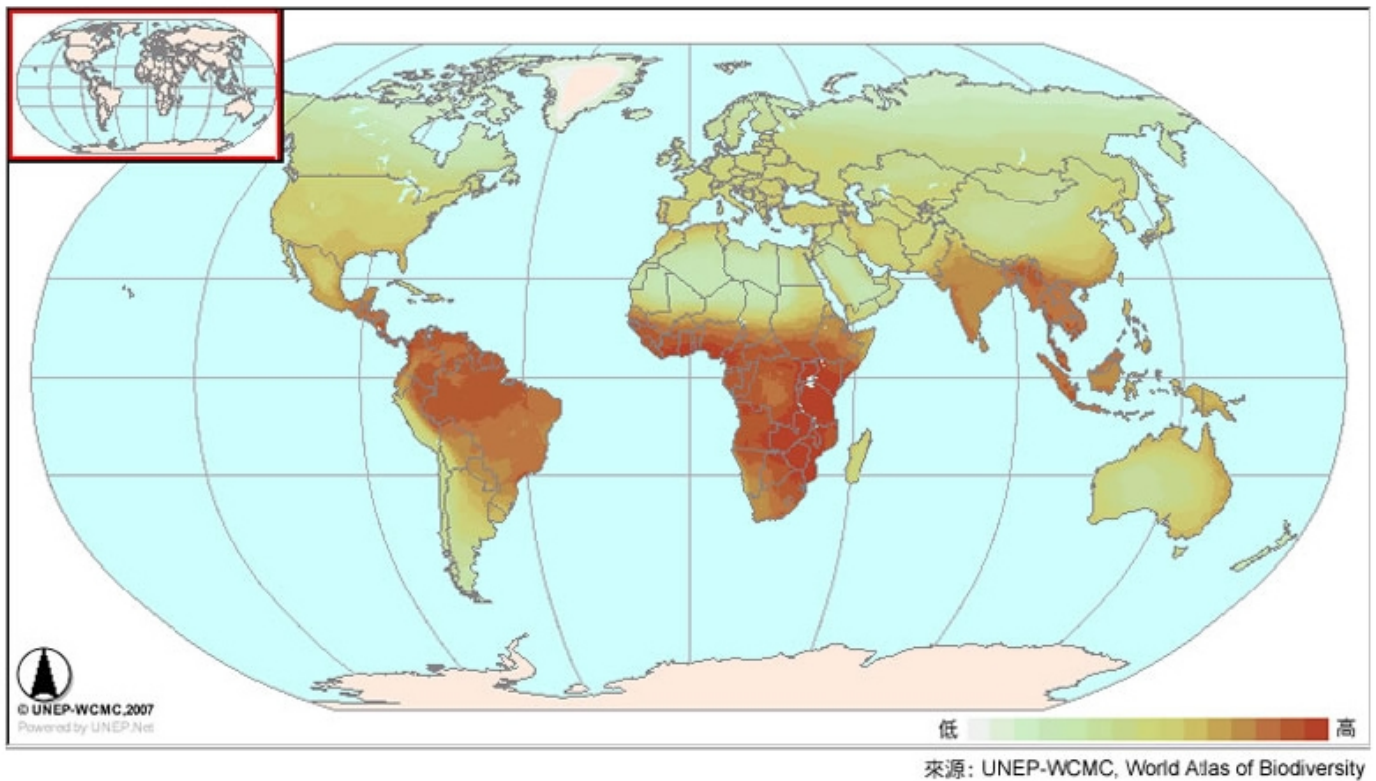 © UNEP-WCMC,2007
Powered by UNEP.Net
低 高
來源：UNEP-WCMC, World Atlas of Biodiversity